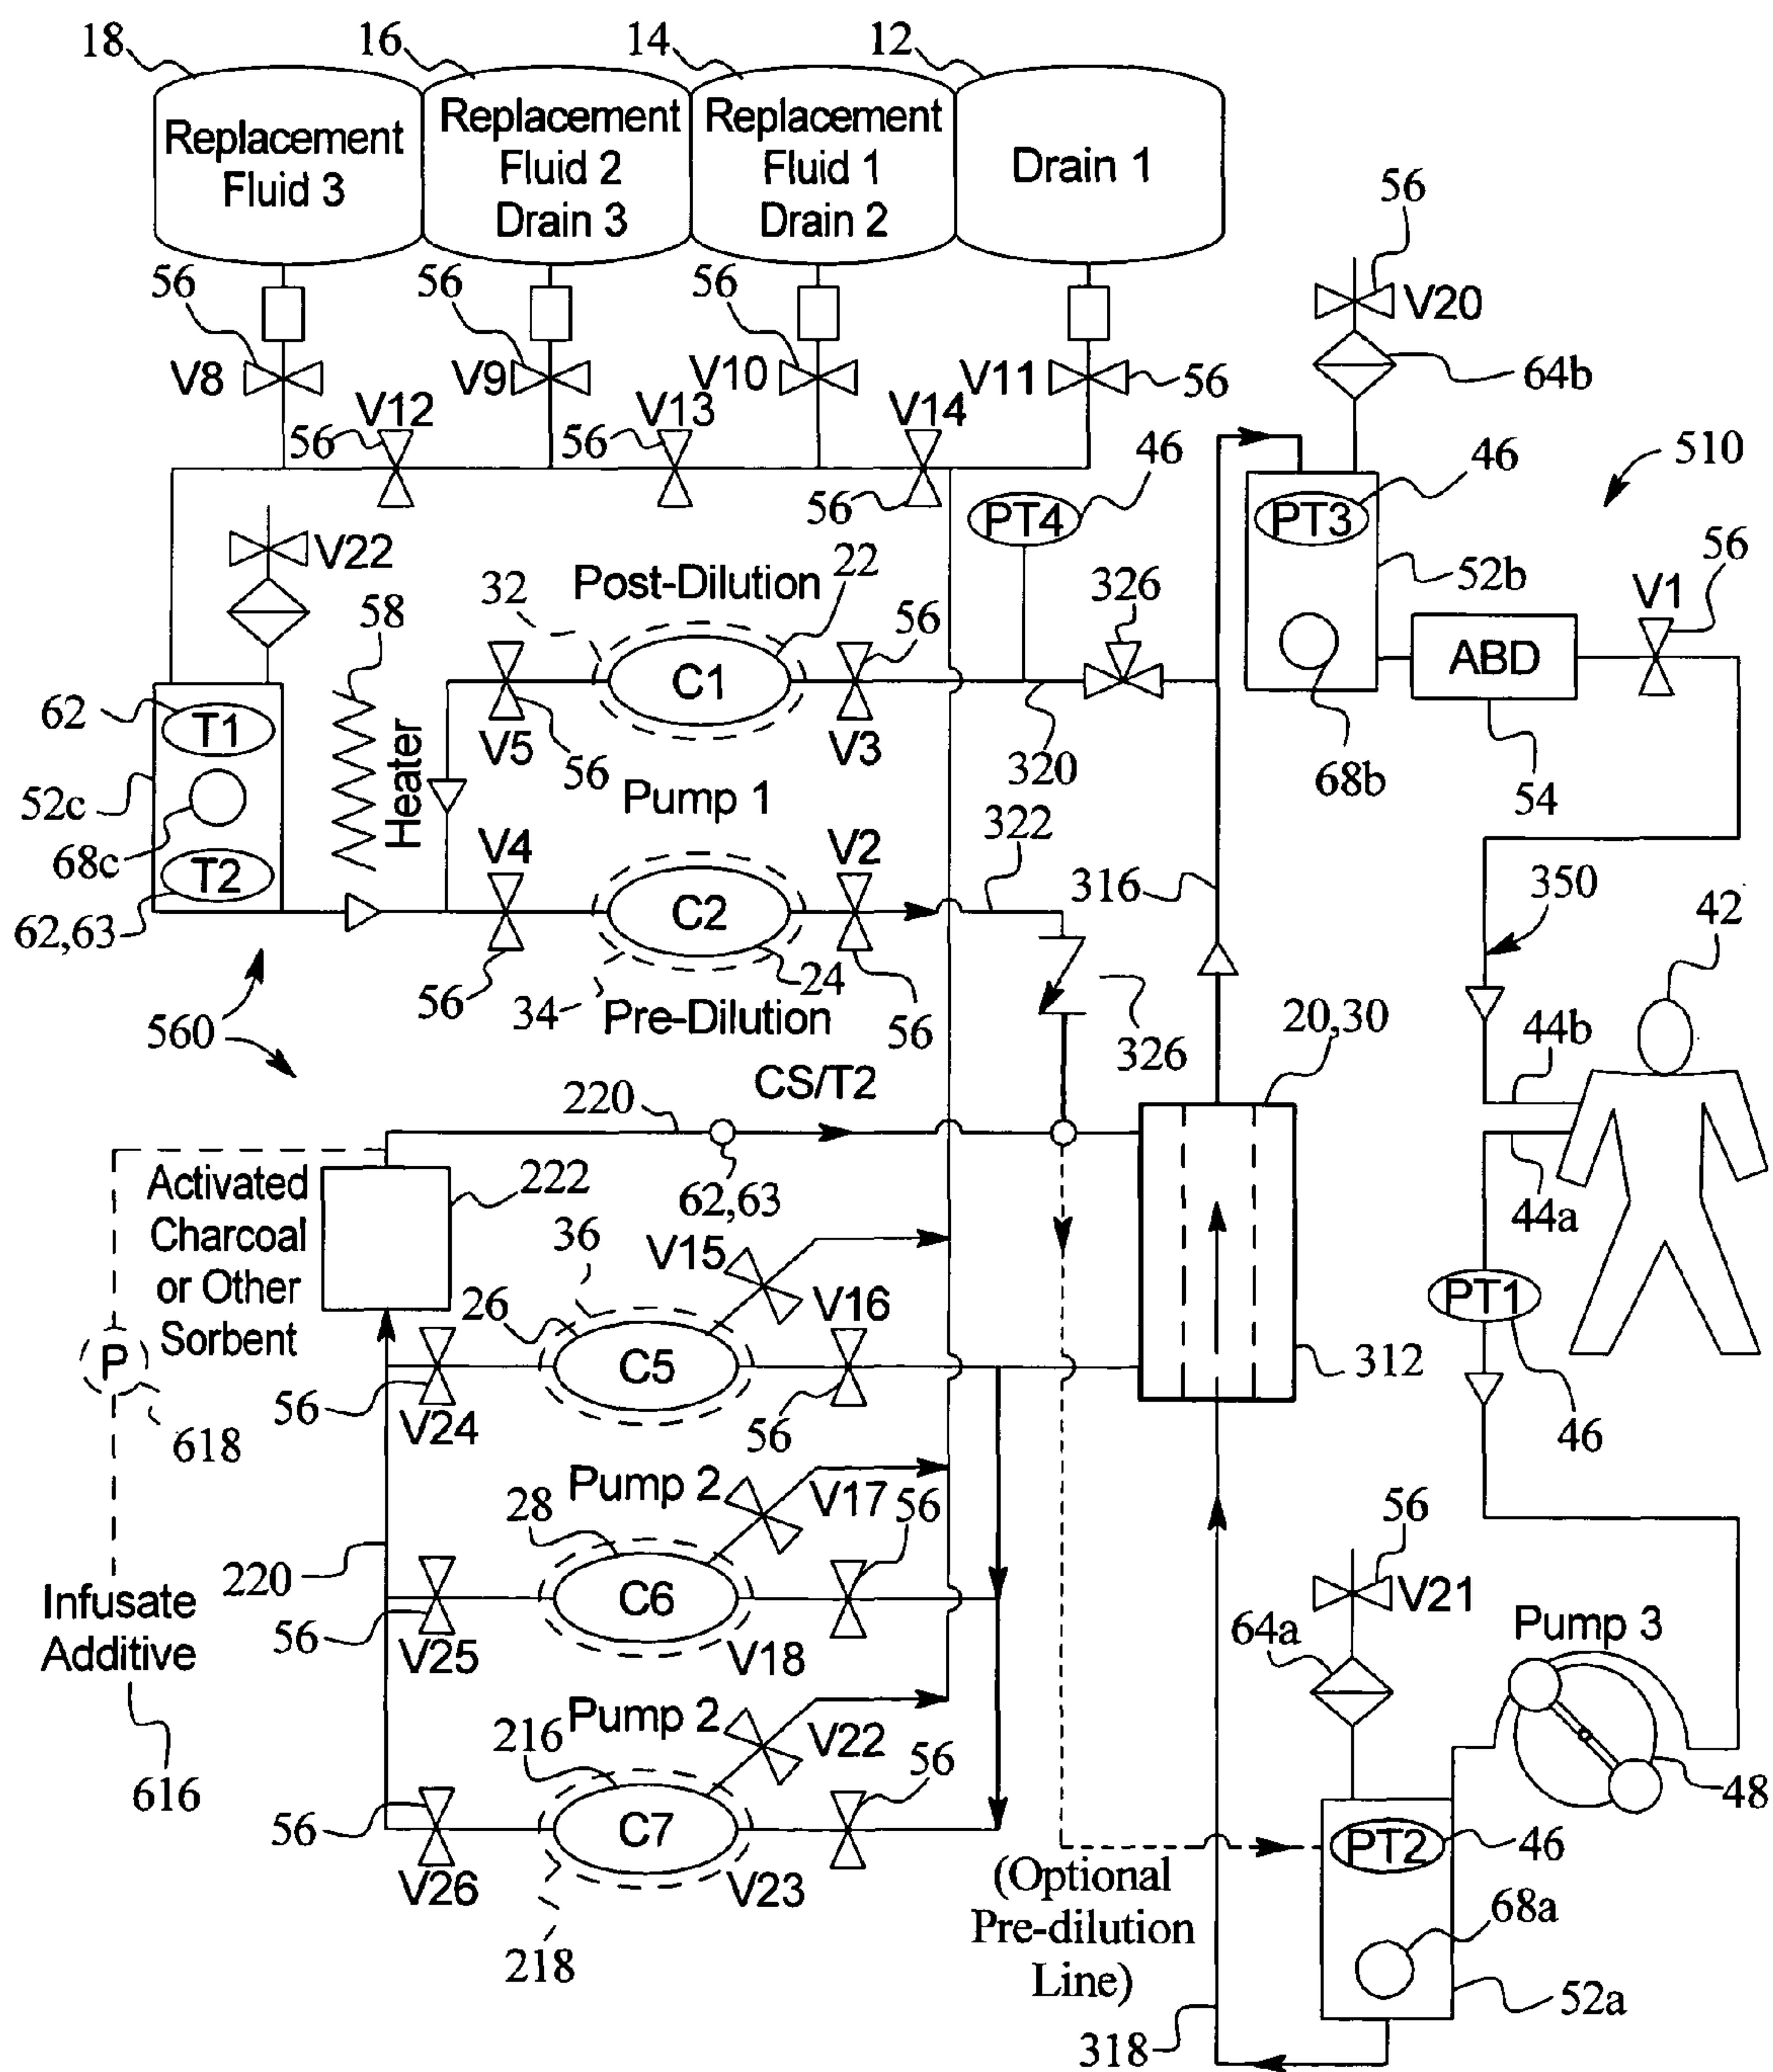 18
16
14
12
Replacement
Fluid 3
Replacement
Fluid 2
Drain 3
Replacement
Fluid 1
Drain 2
Drain 1
56
56
56
56
V20
V8
V9
V10
V11
56
64b
V12
V13
V14
56
56
56
46
46
510
PT4
PT3
V22
58
32
Post-Dilution
22
56
326
52b
V1
56
C1
ABD
62
T1
Heater
V5
56
V3
320
68b
54
52c
Pump 1
68c
T2
V4
V2
322
316
350
42
62,63
C2
56
34
24
Pre-Dilution
56
326
20,30
44b
560
CS/T2
220
Activated
Charcoal
or Other
Sorbent
222
62,63
44a
36
V15
26
V16
PT1
C5
312
P
56
V24
56
46
618
Pump 2
V17
56
28
56
220
C6
V21
Infusate
Additive
56
V25
V18
64a
Pump 3
Pump 2
216
V22
56
616
56
C7
48
PT2
46
V26
V23
(Optional
Pre-dilution
Line)
68a
218
52a
318